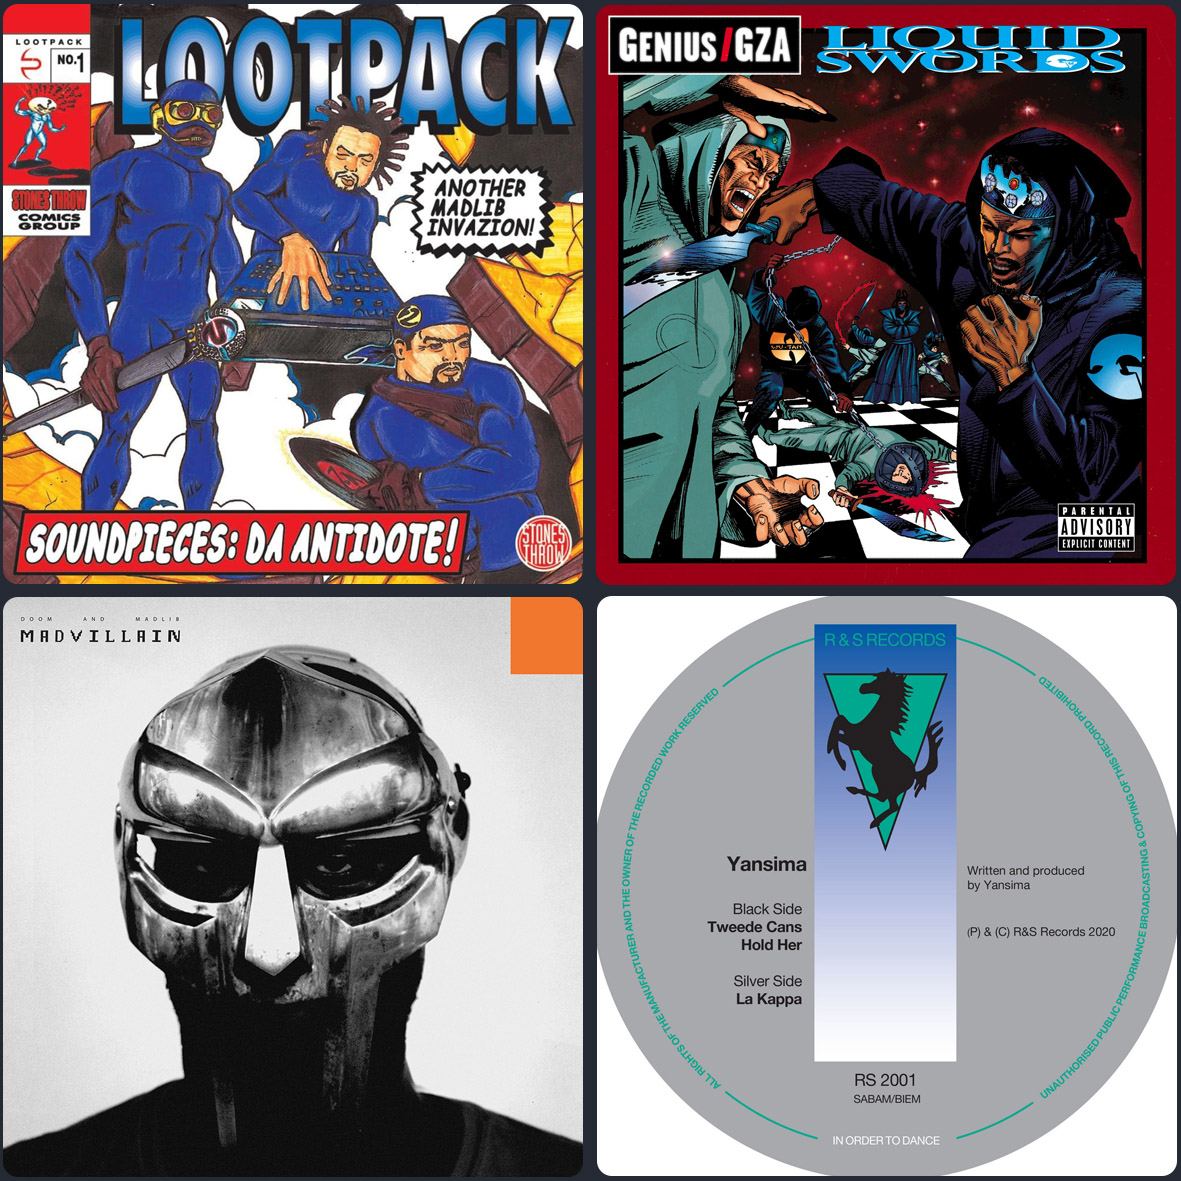 LOOTPACK
NO.1
LOOTPACK
STONES THROW
COMICS
GROUP
ANOTHER
MADLIB
INVAZION!
SOUNDPIECES: DA ANTIDOTE!
STONES
THROW
GENIUS/GZA
LIQUID
SWORDS
WU-TANG
PARENTAL
ADVISORY
EXPLICIT CONTENT
DOOM AND MADLIB
MADVILLAIN
R & S RECORDS
ALL RIGHTS OF THE MANUFACTURER AND THE OWNER OF THE RECORDED WORK RESERVED
UNAUTHORISED PUBLIC PERFORMANCE BROADCASTING & COPYING OF THIS RECORD PROHIBITED
Yansima
Black Side
Tweede Cans
Hold Her
Silver Side
La Kappa
Written and produced
by Yansima
(P) & (C) R&S Records 2020
RS 2001
SABAM/BIEM
IN ORDER TO DANCE